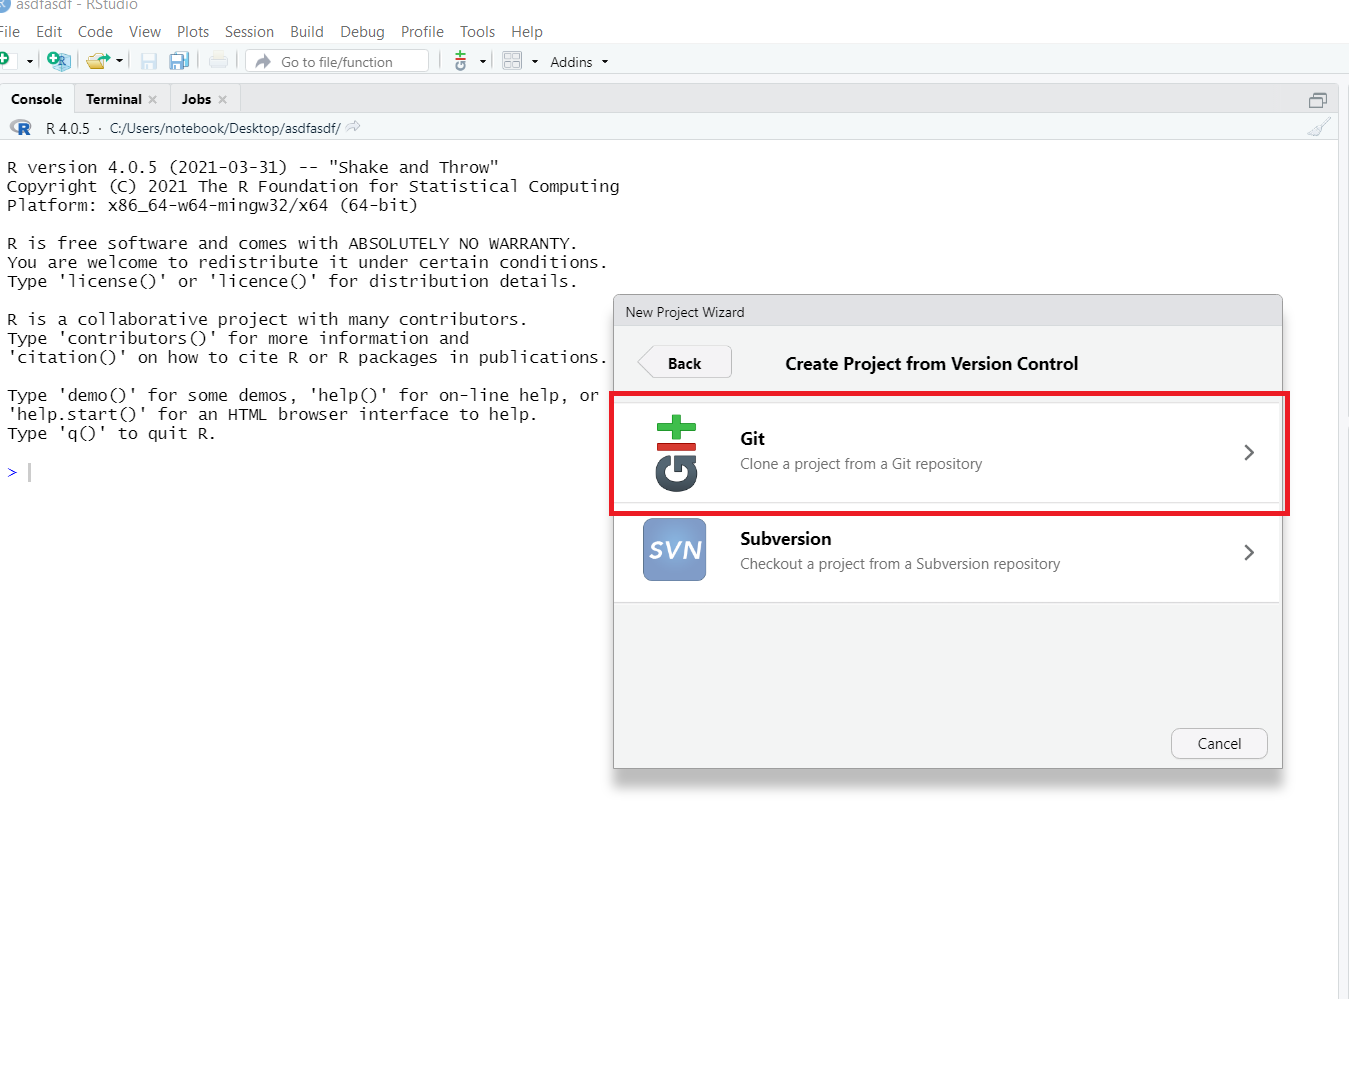 asdfasdf - RStudio
File Edit Code View Plots Session Build Debug Profile Tools Help
Go to file/function Addins
Console Terminal Jobs
R 4.0.5 · C:/Users/notebook/Desktop/asdfasdf/
R version 4.0.5 (2021-03-31) -- "Shake and Throw"
Copyright (C) 2021 The R Foundation for Statistical Computing
Platform: x86_64-w64-mingw32/x64 (64-bit)
R is free software and comes with ABSOLUTELY NO WARRANTY.
You are welcome to redistribute it under certain conditions.
Type 'license()' or 'licence()' for distribution details.
R is a collaborative project with many contributors.
Type 'contributors()' for more information and
'citation()' on how to cite R or R packages in publications.
Type 'demo()' for some demos, 'help()' for on-line help, or
'help.start()' for an HTML browser interface to help.
Type 'q()' to quit R.
>
New Project Wizard
Back Create Project from Version Control
Git
Git
Clone a project from a Git repository
SVN
Subversion
Checkout a project from a Subversion repository
Cancel